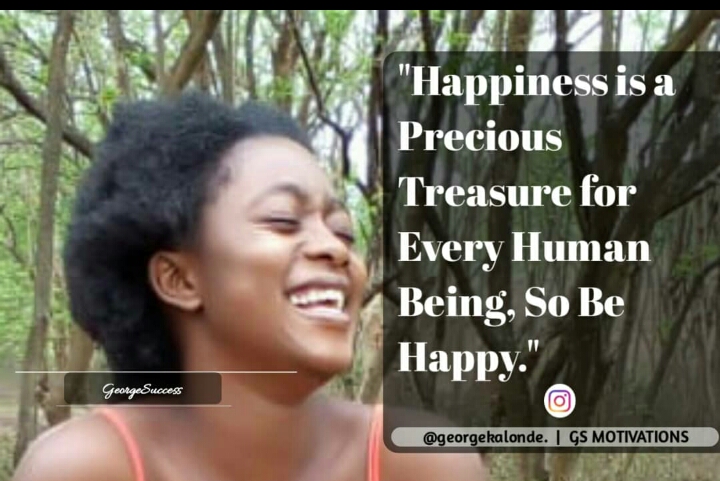 "Happiness is a
Precious
Treasure for
Every Human
Being, So Be
Happy."
GeorgeSuccess
@georgekalonde. | GS MOTIVATIONS